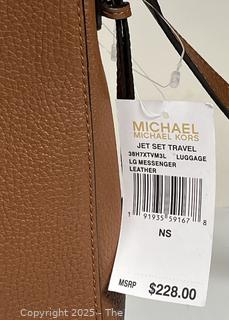 MICHAEL
MICHAEL KORS
JET SET TRAVEL
38H7XTVM3L LUGGAGE
LG MESSENGER
LEATHER
1 91935 59167 8
NS
MSRP $228.00
Copyright 2025 - The